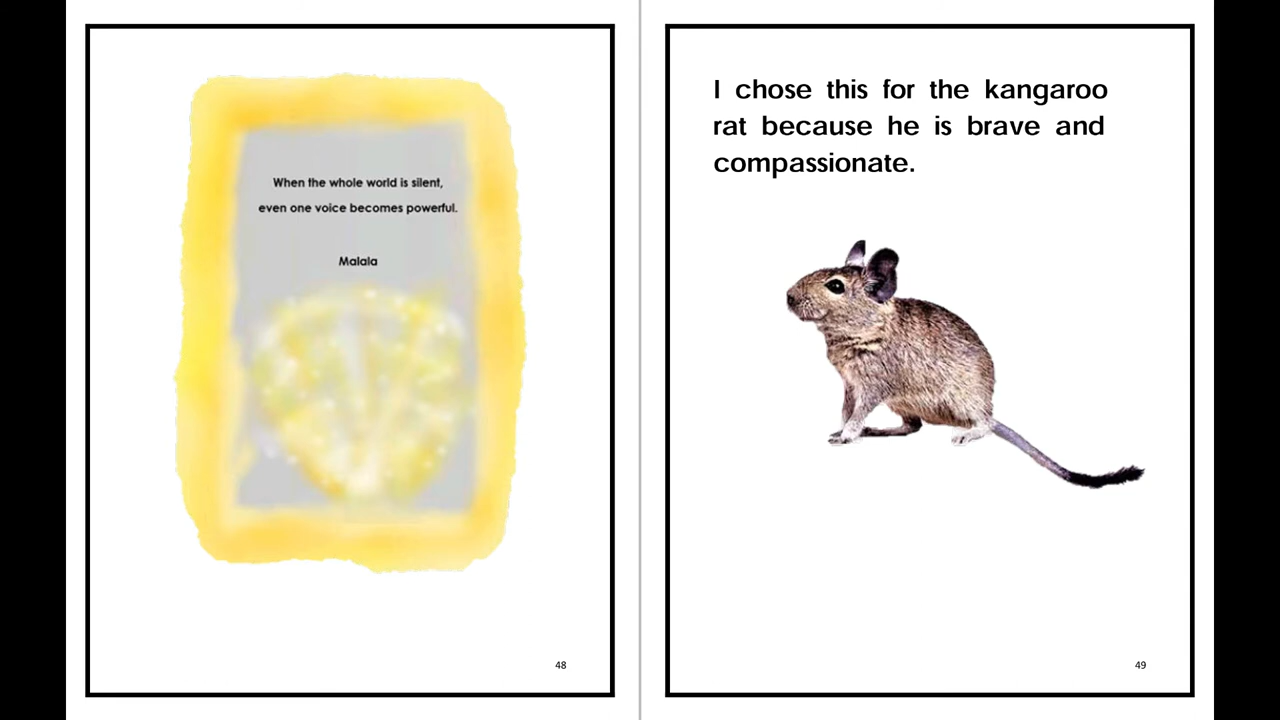 When the whole world is silent,
even one voice becomes powerful.
Malala
48
I chose this for the kangaroo
rat because he is brave and
compassionate.
49